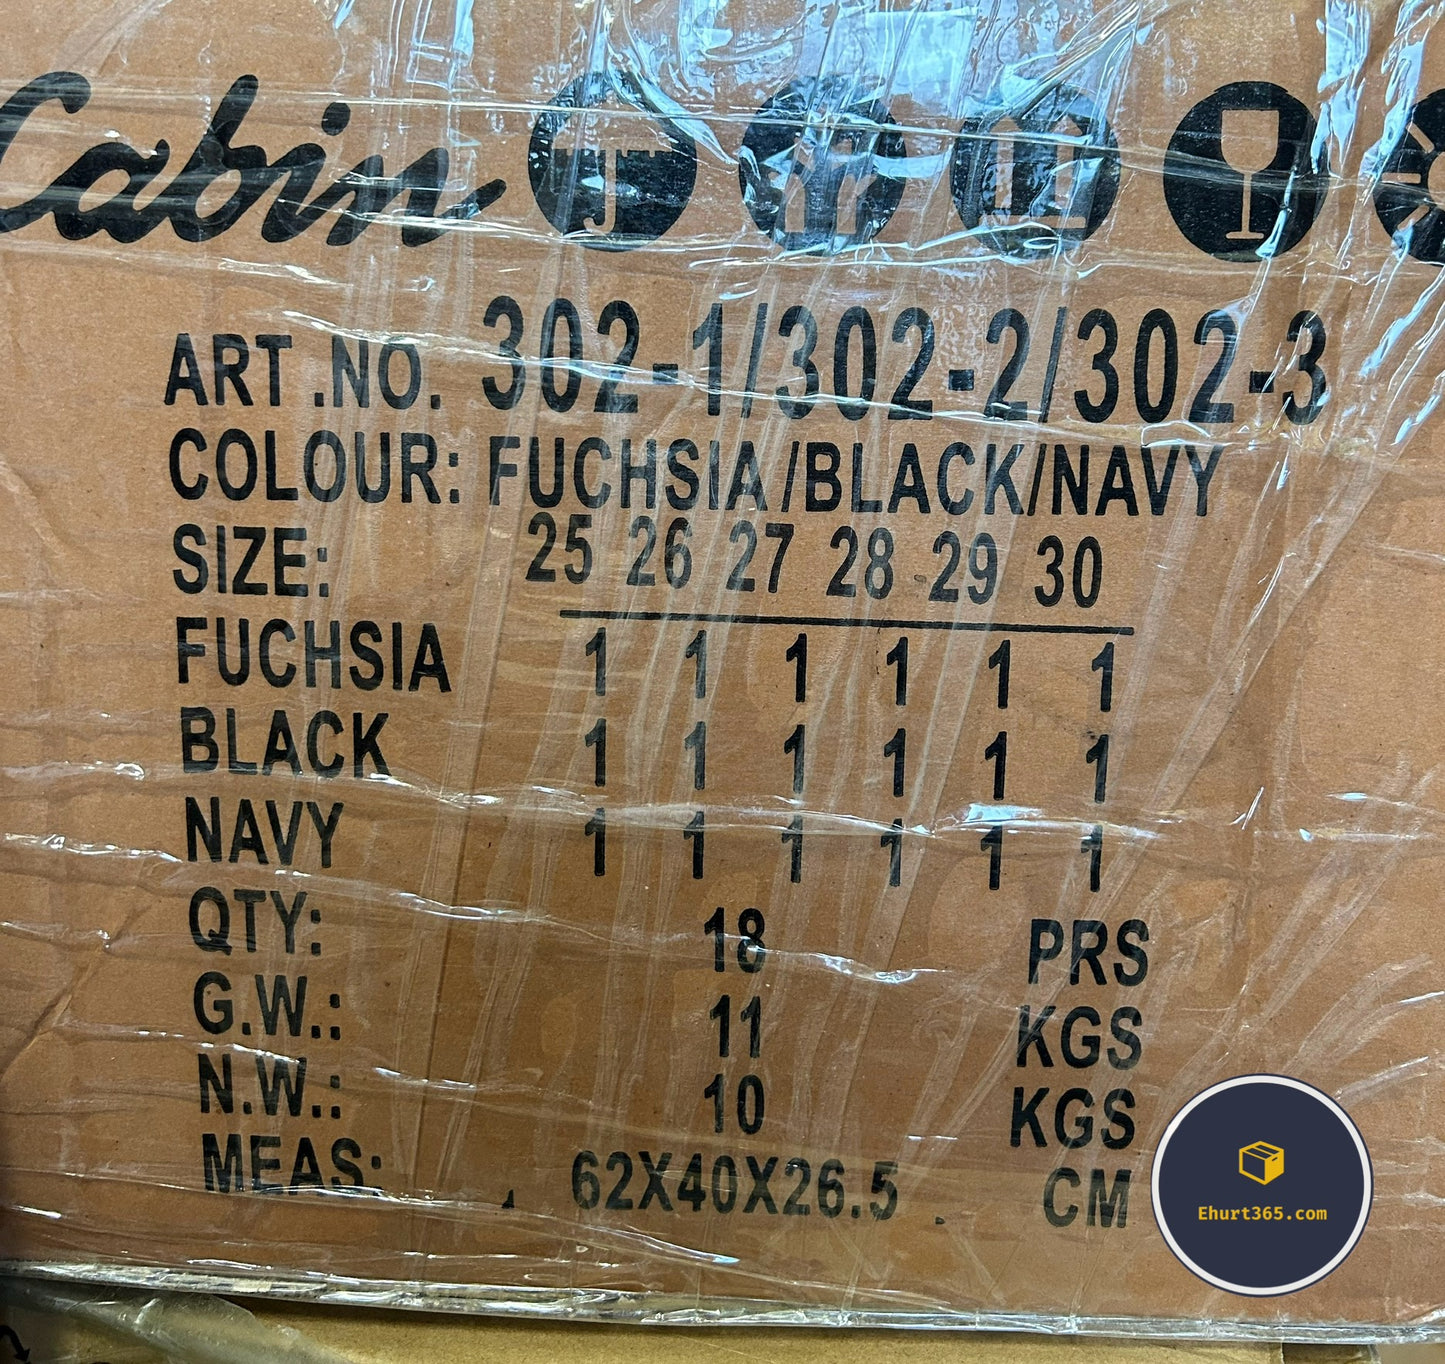 Cabin
ART.NO. 302-1/302-2/302-3
COLOUR: FUCHSIA/BLACK/NAVY
SIZE: 25 26 27 28 29 30
FUCHSIA 1 1 1 1 1 1
BLACK 1 1 1 1 1 1
NAVY 1 1 1 1 1 1
QTY: 18 PRS
G.W.: 11 KGS
N.W.: 10 KGS
MEAS: 62X40X26.5 CM
Ehurt365.com